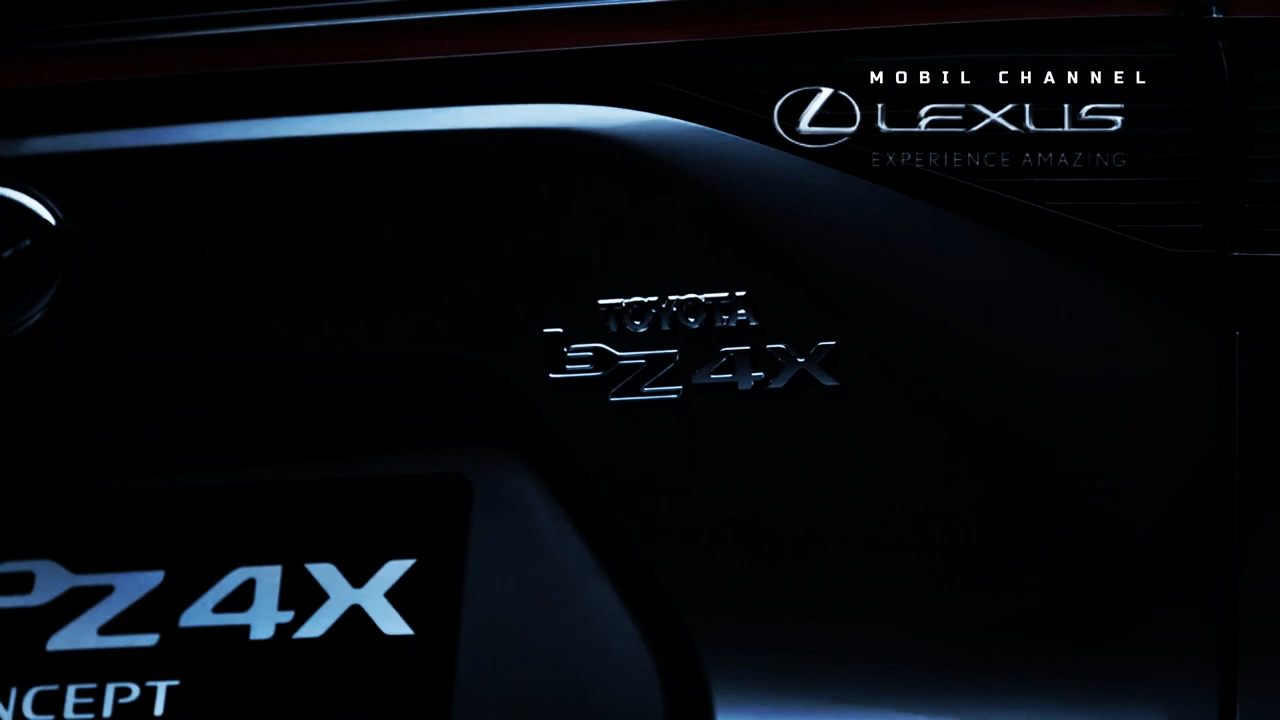 MOBIL CHANNEL
LEXUS
EXPERIENCE AMAZING
TOYOTA
bZ4X
Z4X
NCEPT